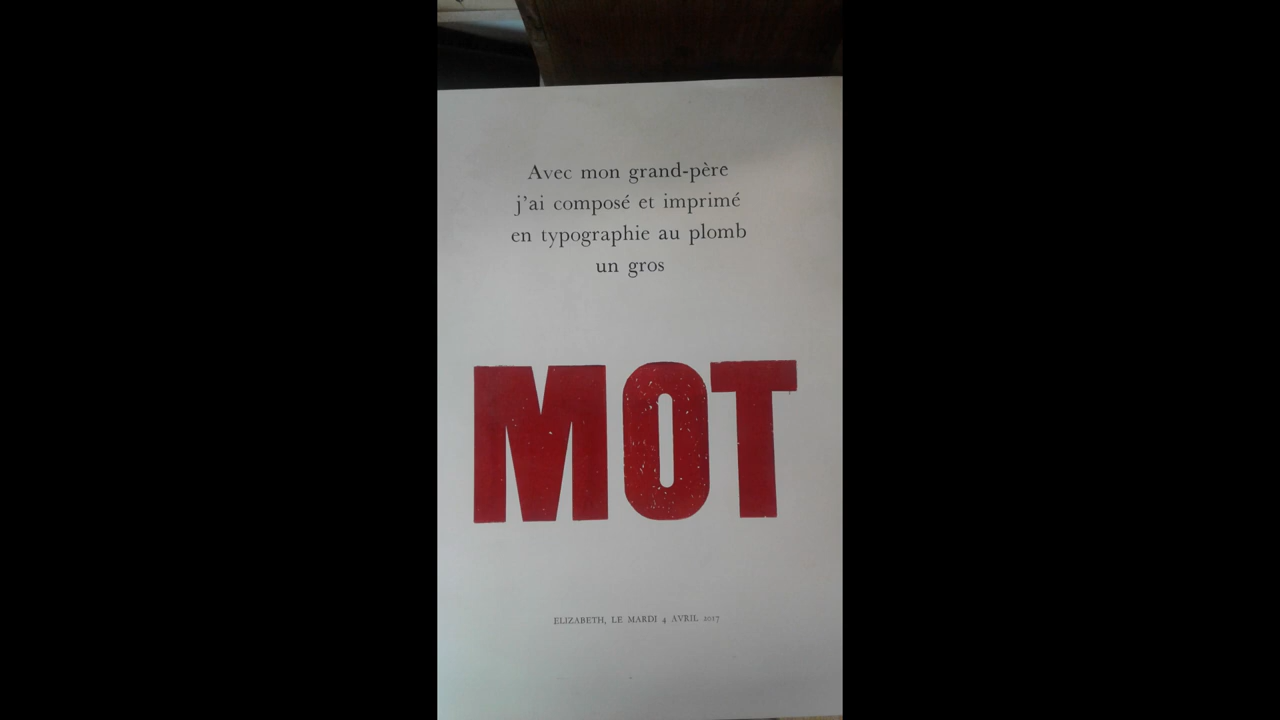 Avec mon grand-père
j'ai composé et imprimé
en typographie au plomb
un gros
MOT
ELIZABETH, LE MARDI 4 AVRIL 2017